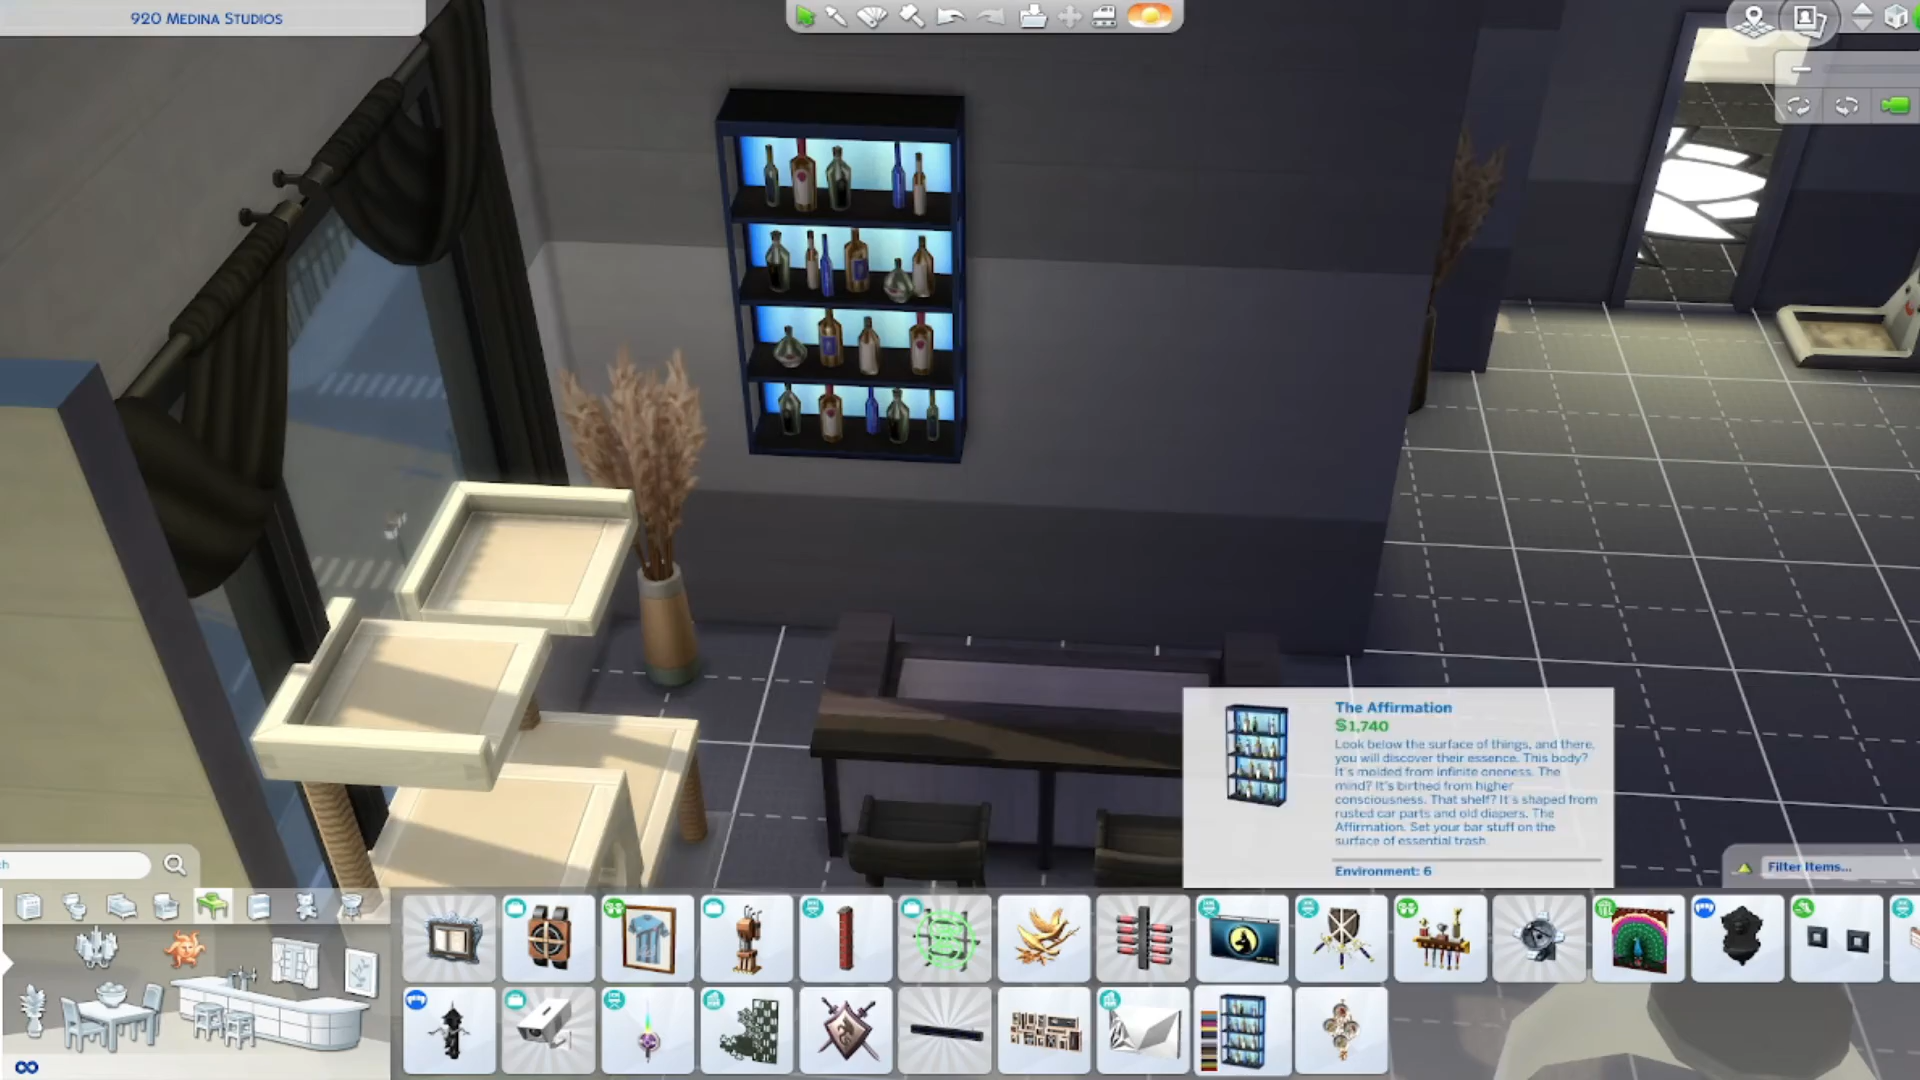 920 Medina Studios
The Affirmation
§1,740
Look below the surface of things, and there,
you will discover their essence. This body?
It's molded from infinite oneness. The
mind? It's birthed from higher
consciousness. That shelf? It's shaped from
rusted car parts and old diapers. The
Affirmation. Set your bar stuff on the
surface of essential trash.
Environment: 6
Filter Items...